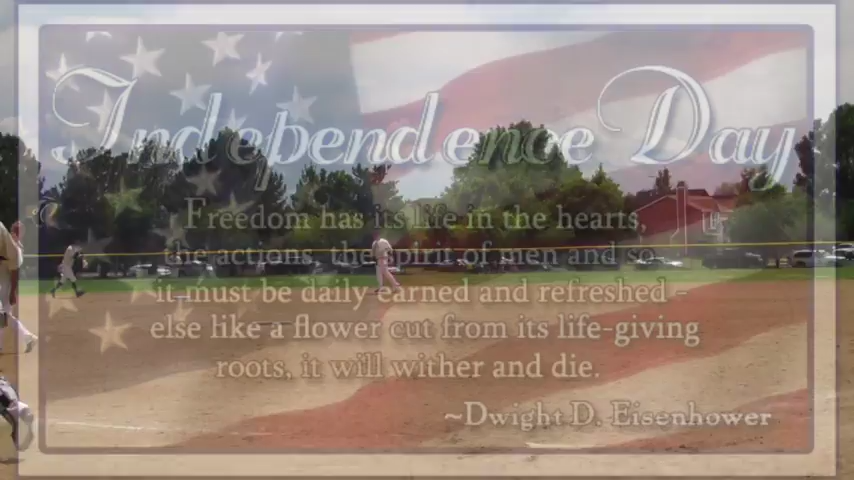 Independence Day
Freedom has its life in the hearts,
the actions, the spirit of men and so
it must be daily earned and refreshed -
else like a flower cut from its life-giving
roots, it will wither and die.
~Dwight D. Eisenhower